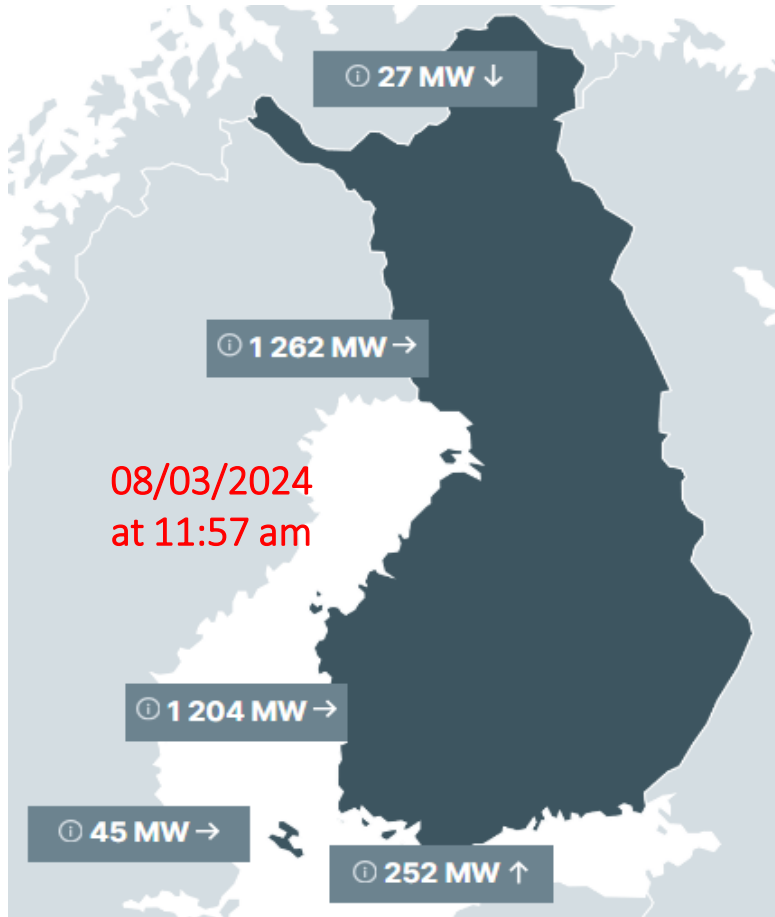 27 MW ↓
1 262 MW →
08/03/2024
at 11:57 am
1 204 MW →
45 MW →
252 MW ↑